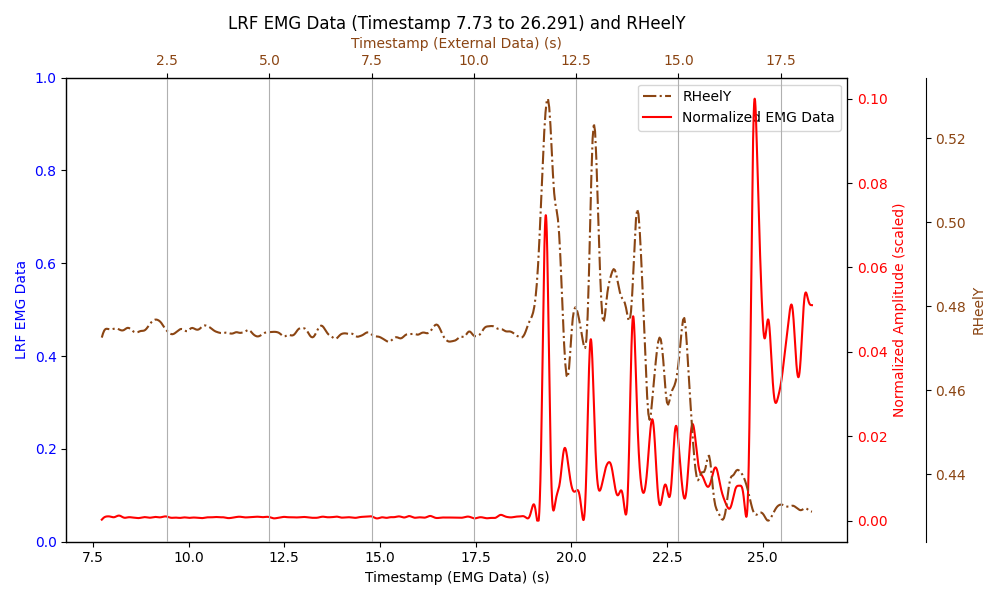 LRF EMG Data (Timestamp 7.73 to 26.291) and RHeelY
Timestamp (External Data) (s)
2.5 5.0 7.5 10.0 12.5 15.0 17.5
RHeelY
Normalized EMG Data
1.0
0.8
0.6
0.4
0.2
0.0
LRF EMG Data
0.10
0.08
0.06
0.04
0.02
0.00
Normalized Amplitude (scaled)
0.52
0.50
0.48
0.46
0.44
RHeelY
7.5 10.0 12.5 15.0 17.5 20.0 22.5 25.0
Timestamp (EMG Data) (s)